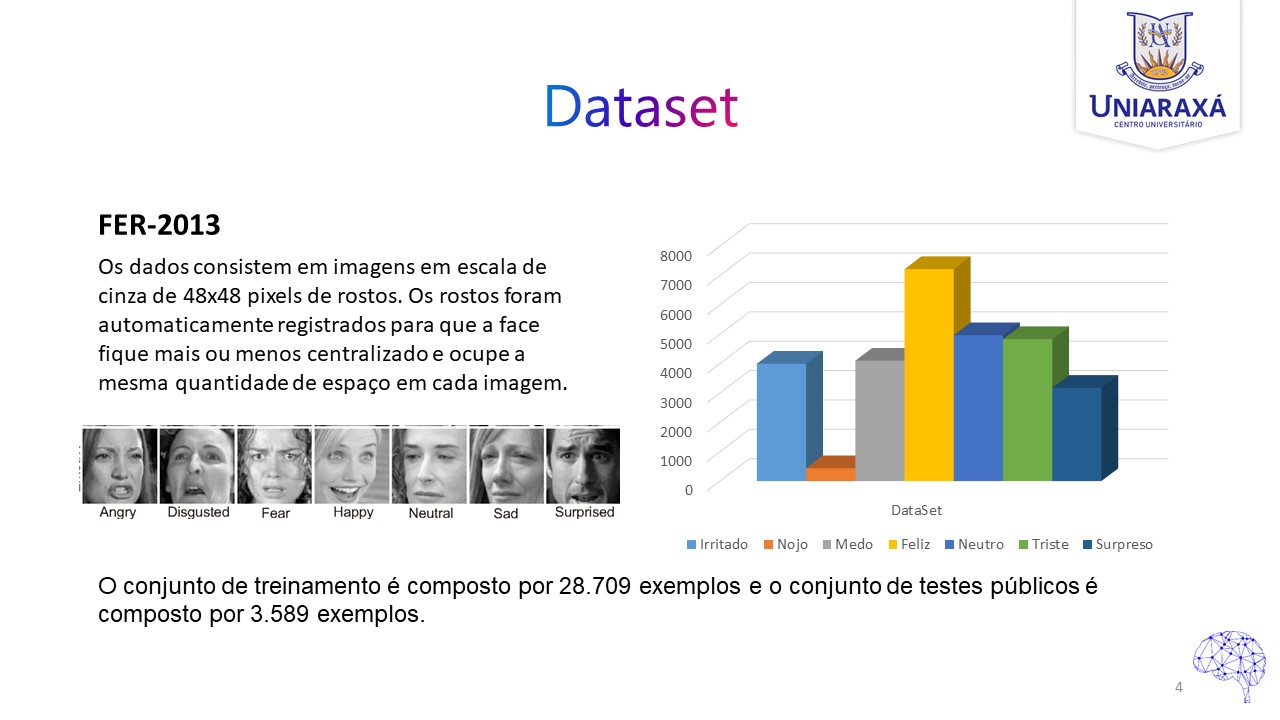 UNIARAXÁ
CENTRO UNIVERSITÁRIO
Dataset
FER-2013
Os dados consistem em imagens em escala de
cinza de 48x48 pixels de rostos. Os rostos foram
automaticamente registrados para que a face
fique mais ou menos centralizado e ocupe a
mesma quantidade de espaço em cada imagem.
Angry Disgusted Fear Happy Neutral Sad Surprised
8000
7000
6000
5000
4000
3000
2000
1000
0
DataSet
Irritado Nojo Medo Feliz Neutro Triste Surpreso
O conjunto de treinamento é composto por 28.709 exemplos e o conjunto de testes públicos é
composto por 3.589 exemplos.
4